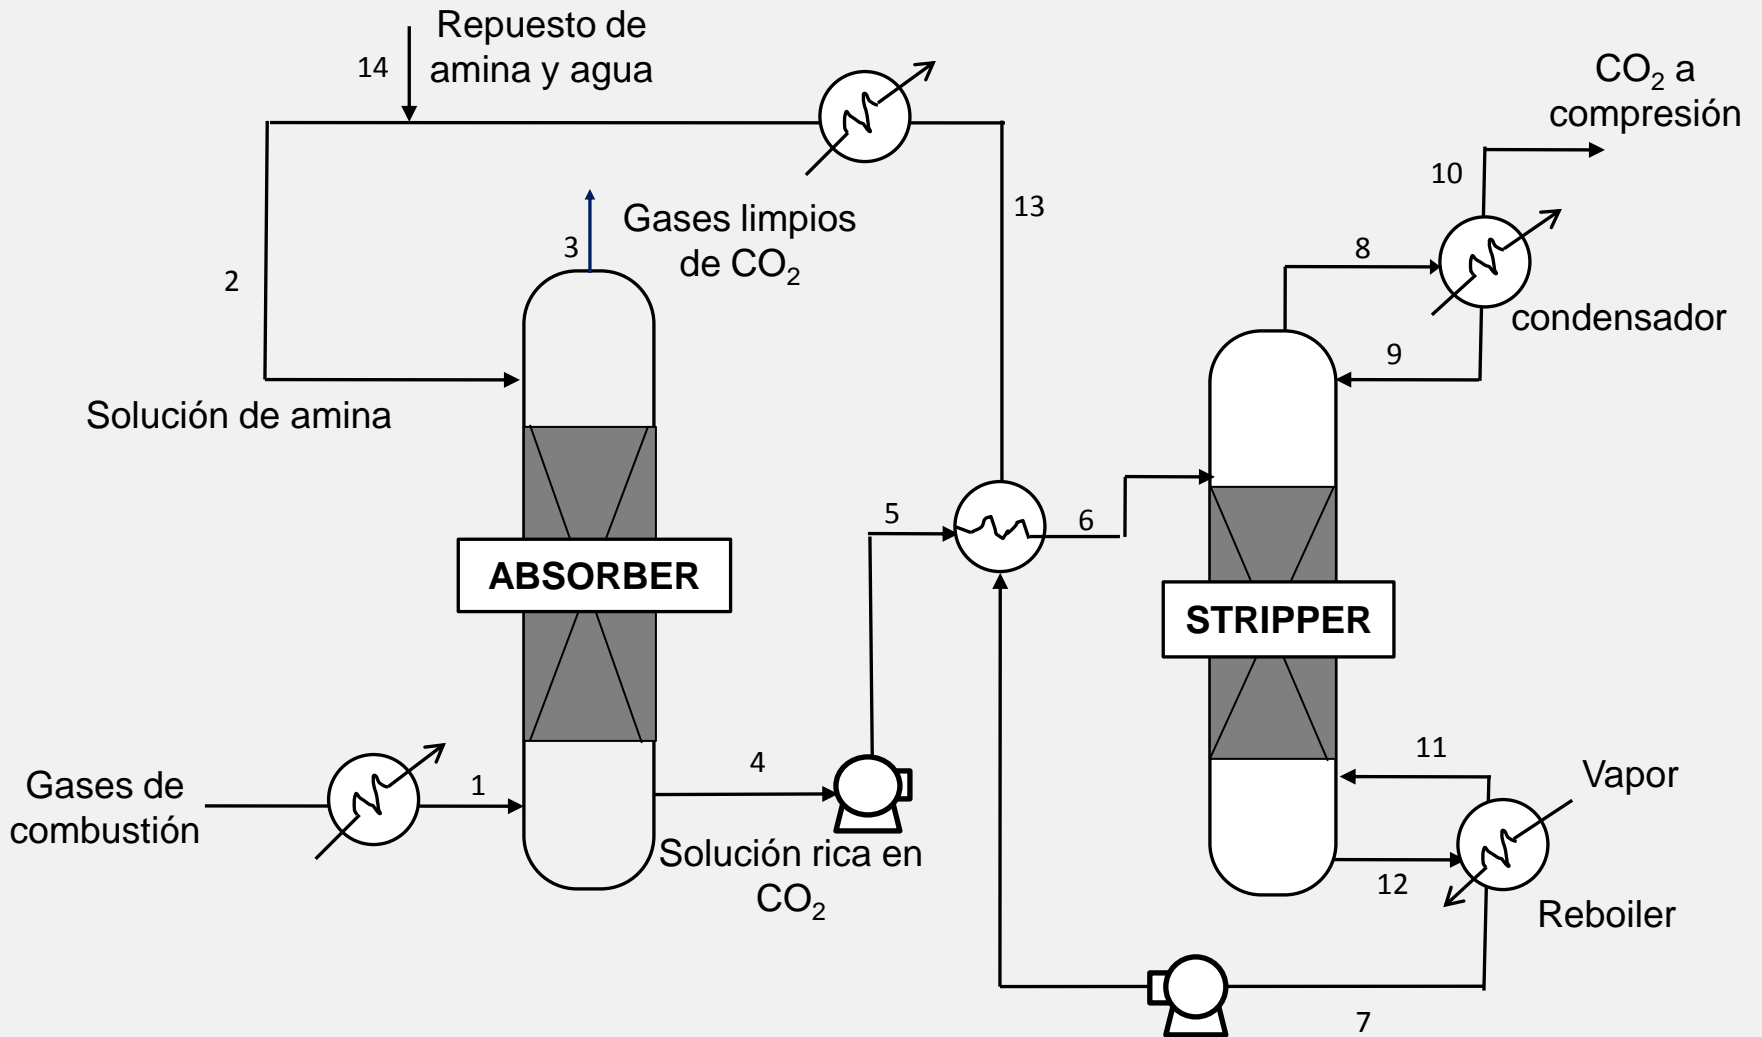 Repuesto de
amina y agua
14
CO₂ a
compresión
10
13
Gases limpios
de CO₂
3
8
2
condensador
9
Solución de amina
5
6
ABSORBER
STRIPPER
11
Vapor
4
1
Gases de
combustión
Solución rica en
CO₂
12
Reboiler
7